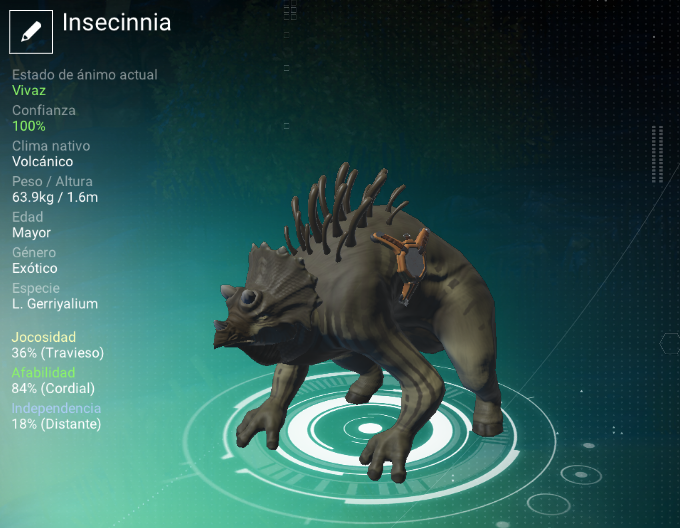 Insecinnia
Estado de ánimo actual
Vivaz
Confianza
100%
Clima nativo
Volcánico
Peso / Altura
63.9kg / 1.6m
Edad
Mayor
Género
Exótico
Especie
L. Gerriyalium
Jocosidad
36% (Travieso)
Afabilidad
84% (Cordial)
Independencia
18% (Distante)